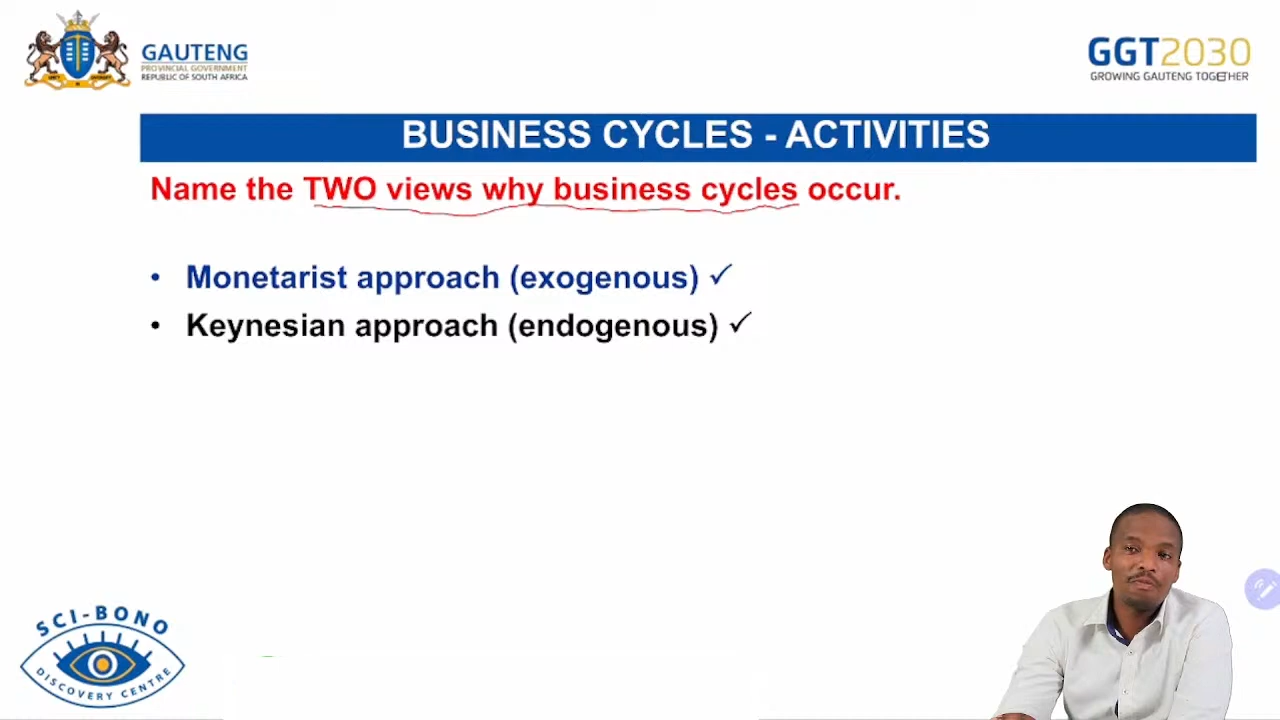 GAUTENG
PROVINCIAL GOVERNMENT
REPUBLIC OF SOUTH AFRICA
GGT2030
GROWING GAUTENG TOGETHER
BUSINESS CYCLES - ACTIVITIES
Name the TWO views why business cycles occur.
• Monetarist approach (exogenous) ✓
• Keynesian approach (endogenous) ✓
SCI-BONO
DISCOVERY CENTRE